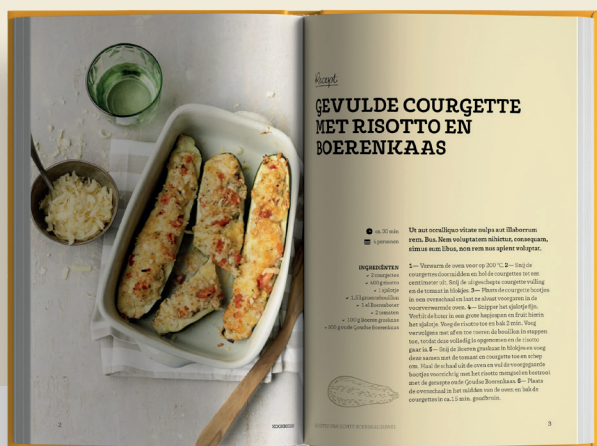 Recept
GEVULDE COURGETTE
MET RISOTTO EN
BOERENKAAS
ca. 30 min
4 personen
Ut aut occulliquo vitate nulpa aut illaborrum
rem. Bus. Nem voluptatem nihictur, consequam,
simus eum libus, non rem nus apient voluptat.
INGREDIËNTEN
2 courgettes
400 g risotto
1 sjalotje
1,5 l groentebouillon
1 el Boerenboter
2 tomaten
100 g Boeren graskaas
100 g oude Goudse Boerenkaas
1— Verwarm de oven voor op 200 °C. 2— Snij de
courgettes door midden en hol de courgettes tot een
centimeter uit. Snij de uitgeschepte courgette vulling
en de tomaat in blokjes. 3— Plaats de courgette bootjes
in een ovenschaal en laat ze alvast voorgaren in de
voorverwarmde oven. 4— Snipper het sjalotje fijn.
Verhit de boter in een grote hapjespan en fruit hierin
het sjalotje. Voeg de risotto toe en bak 2 min. Voeg
vervolgens met af en toe roeren de bouillon in stappen
toe, totdat deze volledig is opgenomen en de risotto
gaar is. 5— Snij de Boeren graskaas in blokjes en voeg
deze samen met de tomaat en courgette toe en schep
om. Haal de schaal uit de oven en vul de voorgegaarde
bootjes voorzichtig met het risotto mengsel en bestrooi
met de geraspte oude Goudse Boerenkaas. 6— Plaats
de ovenschaal in het midden van de oven en bak de
courgettes in ca. 15 min. goudbruin.
2
KOOKBOEK
3